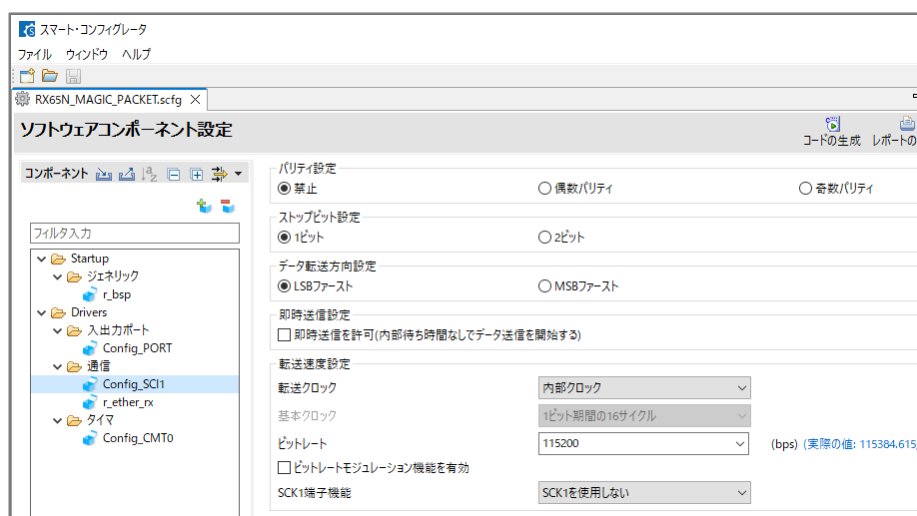 スマート・コンフィグレータ
ファイル ウィンドウ ヘルプ
RX65N_MAGIC_PACKET.scfg
ソフトウェアコンポーネント設定
コードの生成 レポートの
コンポーネント
フィルタ入力
Startup
ジェネリック
r_bsp
Drivers
入出力ポート
Config_PORT
通信
Config_SCI1
r_ether_rx
タイマ
Config_CMT0
パリティ設定
禁止 偶数パリティ 奇数パリティ
ストップビット設定
1ビット 2ビット
データ転送方向設定
LSBファースト MSBファースト
即時送信設定
即時送信を許可(内部待ち時間なしでデータ送信を開始する)
転送速度設定
転送クロック 内部クロック
基本クロック 1ビット期間の16サイクル
ビットレート 115200 (bps) (実際の値: 115384.615,
ビットレートモジュレーション機能を有効
SCK1端子機能 SCK1を使用しない